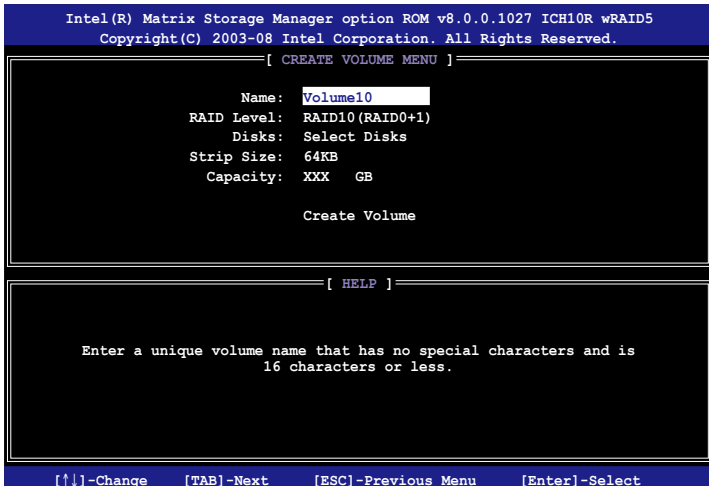 Intel(R) Matrix Storage Manager option ROM v8.0.0.1027 ICH10R wRAID5
Copyright(C) 2003-08 Intel Corporation. All Rights Reserved.
[ CREATE VOLUME MENU ]
Name: Volume10
RAID Level: RAID10(RAID0+1)
Disks: Select Disks
Strip Size: 64KB
Capacity: XXX GB
Create Volume
[ HELP ]
Enter a unique volume name that has no special characters and is
16 characters or less.
[↑↓]-Change [TAB]-Next [ESC]-Previous Menu [Enter]-Select